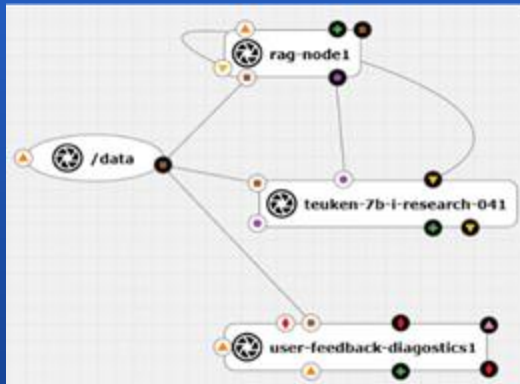 rag-node1
/data
teuken-7b-i-research-041
user-feedback-diagostics1